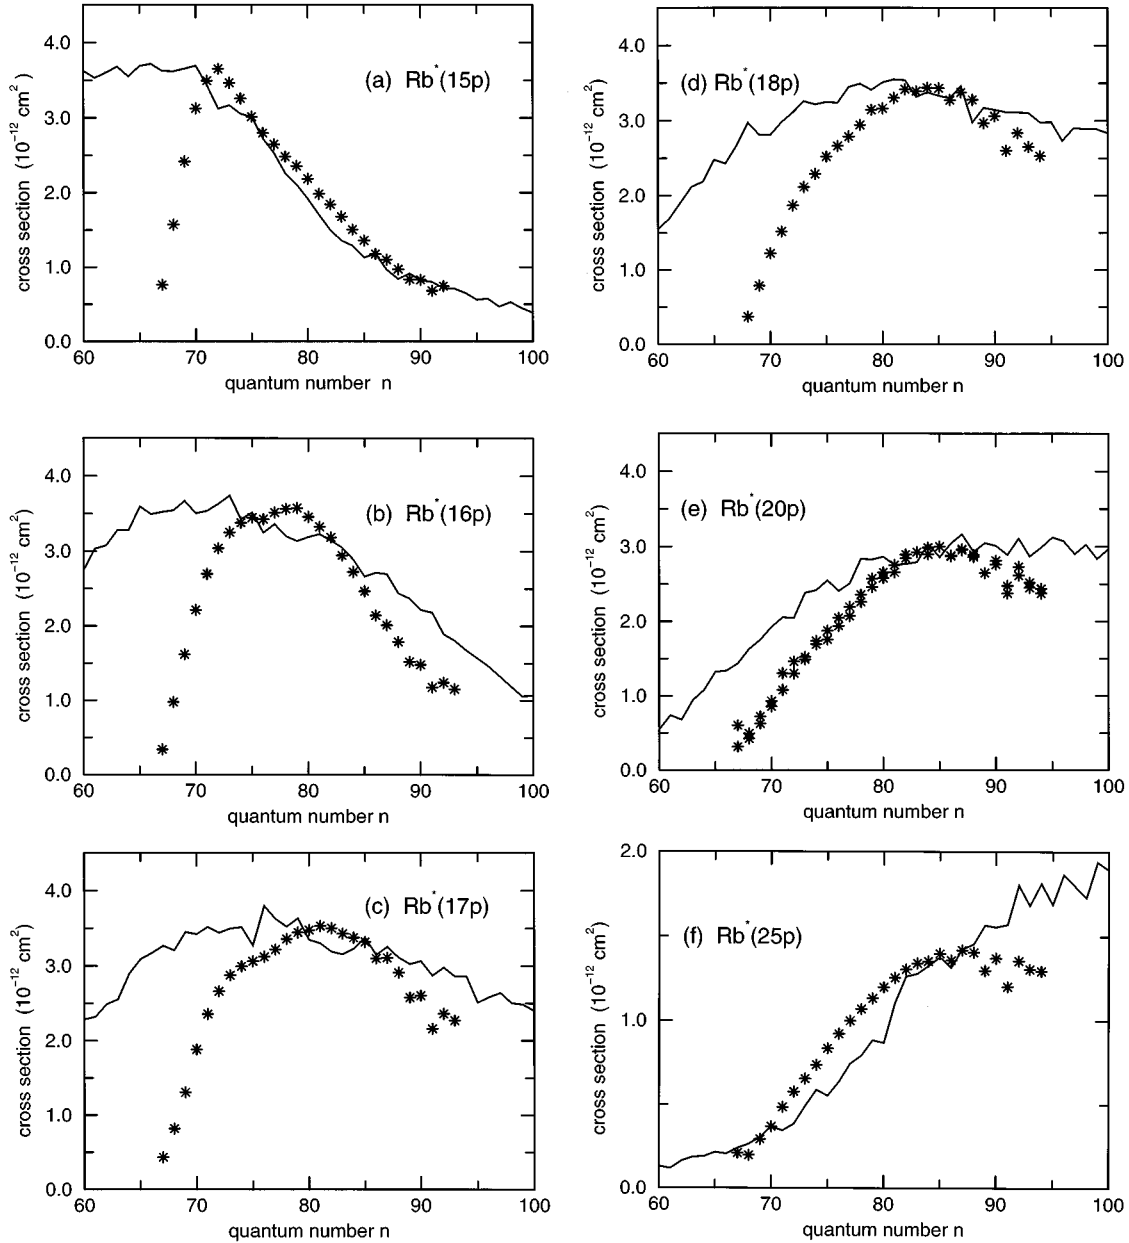 (a) Rb*(15p)
cross section (10⁻¹² cm²)
4.0
3.0
2.0
1.0
0.0
60 70 80 90 100
quantum number n
(d) Rb*(18p)
cross section (10⁻¹² cm²)
4.0
3.0
2.0
1.0
0.0
60 70 80 90 100
quantum number n
(b) Rb*(16p)
cross section (10⁻¹² cm²)
4.0
3.0
2.0
1.0
0.0
60 70 80 90 100
quantum number n
(e) Rb*(20p)
cross section (10⁻¹² cm²)
4.0
3.0
2.0
1.0
0.0
60 70 80 90 100
quantum number n
(c) Rb*(17p)
cross section (10⁻¹² cm²)
4.0
3.0
2.0
1.0
0.0
60 70 80 90 100
quantum number n
(f) Rb*(25p)
cross section (10⁻¹² cm²)
2.0
1.0
0.0
60 70 80 90 100
quantum number n